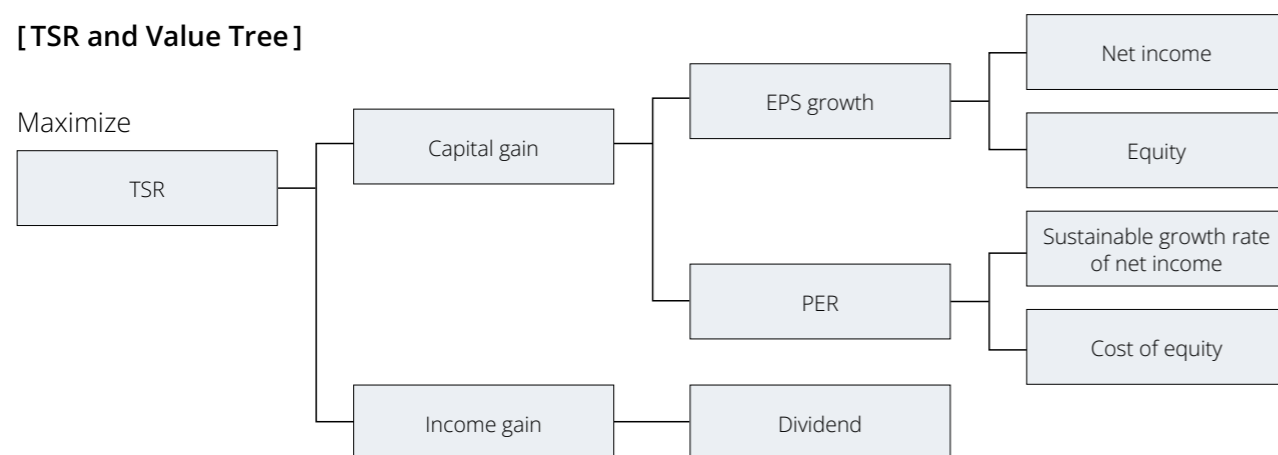 [TSR and Value Tree]
Maximize
TSR
Capital gain
Income gain
EPS growth
PER
Dividend
Net income
Equity
Sustainable growth rate
of net income
Cost of equity